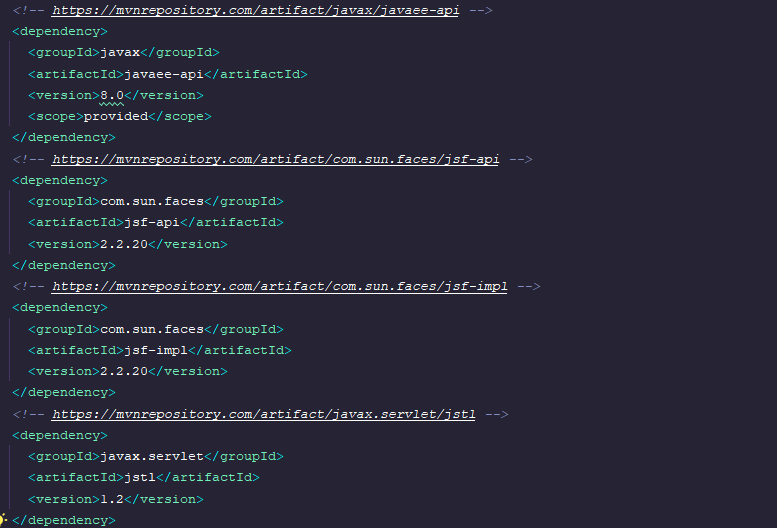 <!-- https://mvnrepository.com/artifact/javax/javaee-api -->
<dependency>
<groupId>javax</groupId>
<artifactId>javaee-api</artifactId>
<version>8.0</version>
<scope>provided</scope>
</dependency>
<!-- https://mvnrepository.com/artifact/com.sun.faces/jsf-api -->
<dependency>
<groupId>com.sun.faces</groupId>
<artifactId>jsf-api</artifactId>
<version>2.2.20</version>
</dependency>
<!-- https://mvnrepository.com/artifact/com.sun.faces/jsf-impl -->
<dependency>
<groupId>com.sun.faces</groupId>
<artifactId>jsf-impl</artifactId>
<version>2.2.20</version>
</dependency>
<!-- https://mvnrepository.com/artifact/javax.servlet/jstl -->
<dependency>
<groupId>javax.servlet</groupId>
<artifactId>jstl</artifactId>
<version>1.2</version>
</dependency>